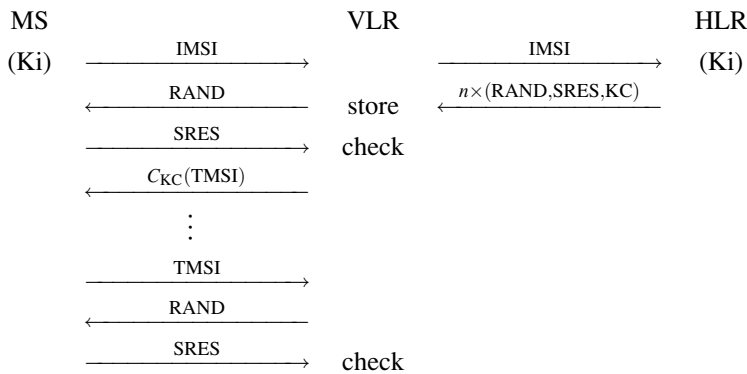 MS VLR HLR
IMSI IMSI
(Ki) (Ki)
RAND n×(RAND,SRES,KC)
store
SRES
check
C_KC(TMSI)
⋮
TMSI
RAND
SRES
check